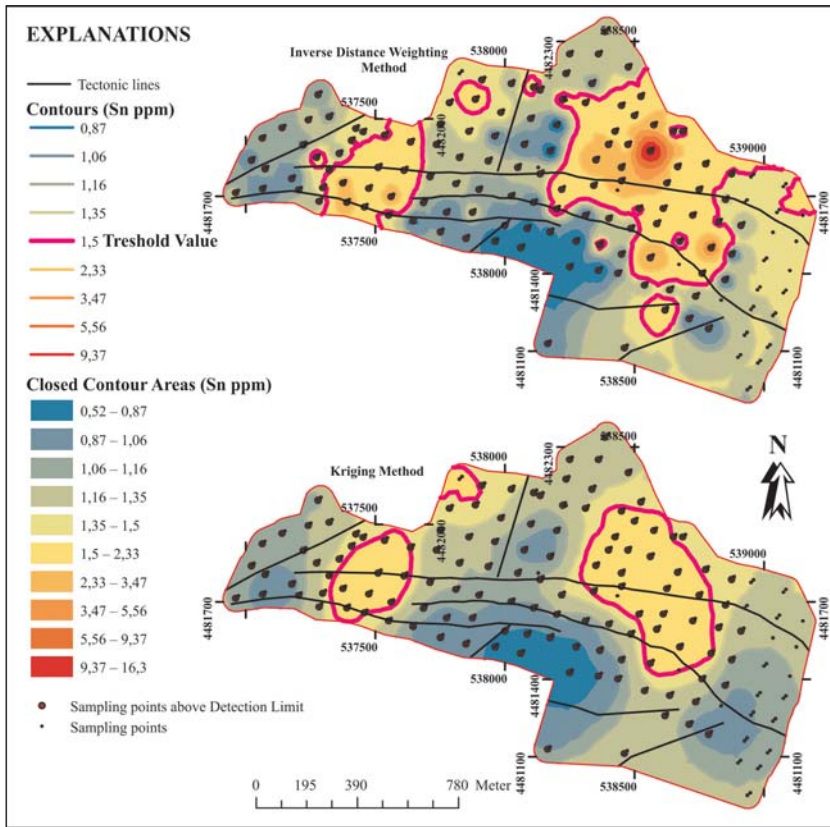 EXPLANATIONS
Tectonic lines
Contours (Sn ppm)
0,87
1,06
1,16
1,35
1,5 Treshold Value
2,33
3,47
5,56
9,37
Closed Contour Areas (Sn ppm)
0,52 – 0,87
0,87 – 1,06
1,06 – 1,16
1,16 – 1,35
1,35 – 1,5
1,5 – 2,33
2,33 – 3,47
3,47 – 5,56
5,56 – 9,37
9,37 – 16,3
Sampling points above Detection Limit
Sampling points
Inverse Distance Weighting
Method
538000
4482300
538500
537500
4482000
539000
4481700
4481700
537500
538000
4481400
4481100
538500
4481100
Kriging Method
538000
4482300
538500
537500
4482000
539000
4481700
4481700
537500
538000
4481400
4481100
538500
4481100
N
0 195 390 780 Meter